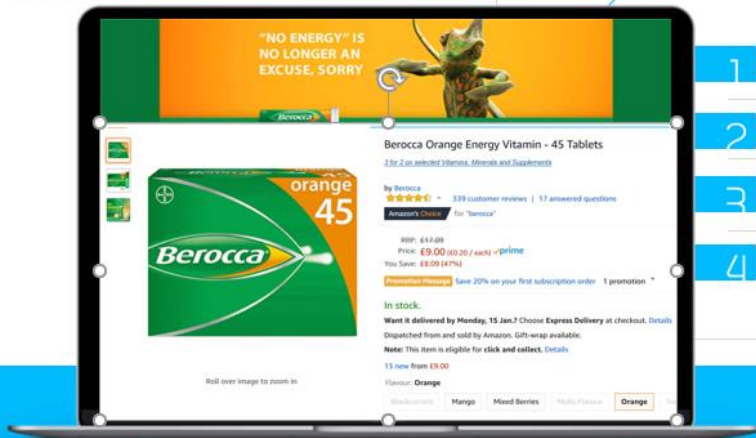 "NO ENERGY" IS
NO LONGER AN
EXCUSE, SORRY
Berocca
1
2
3
4
Berocca Orange Energy Vitamin - 45 Tablets
3 for 2 on selected Vitamins, Minerals and Supplements
by Berocca
339 customer reviews | 17 answered questions
Amazon's Choice for "berocca"
RRP: £17.09
Price: £9.00 (£0.20 / each) prime
You Save: £8.09 (47%)
Promotion Message Save 20% on your first subscription order 1 promotion
In stock.
Want it delivered by Monday, 15 Jan.? Choose Express Delivery at checkout. Details
Dispatched from and sold by Amazon. Gift-wrap available.
Note: This item is eligible for click and collect. Details
13 new from £9.00
Flavour: Orange
Blackcurrant Mango Mixed Berries Multi-Flavour Orange
orange
45
BAYER
Berocca
Roll over image to zoom in